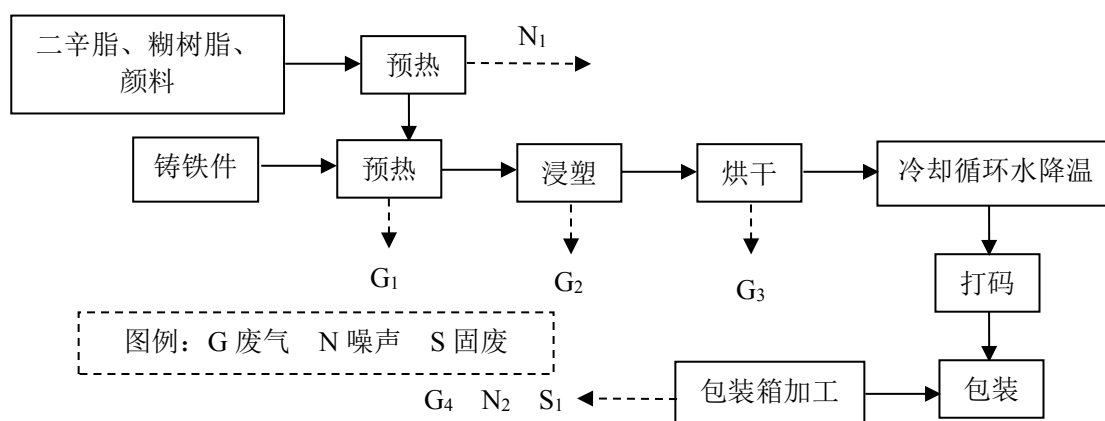 二辛脂、糊树脂、
颜料
预热
N₁
铸铁件
预热
浸塑
烘干
冷却循环水降温
G₁
G₂
G₃
打码
图例：G 废气 N 噪声 S 固废
G₄ N₂ S₁
包装箱加工
包装